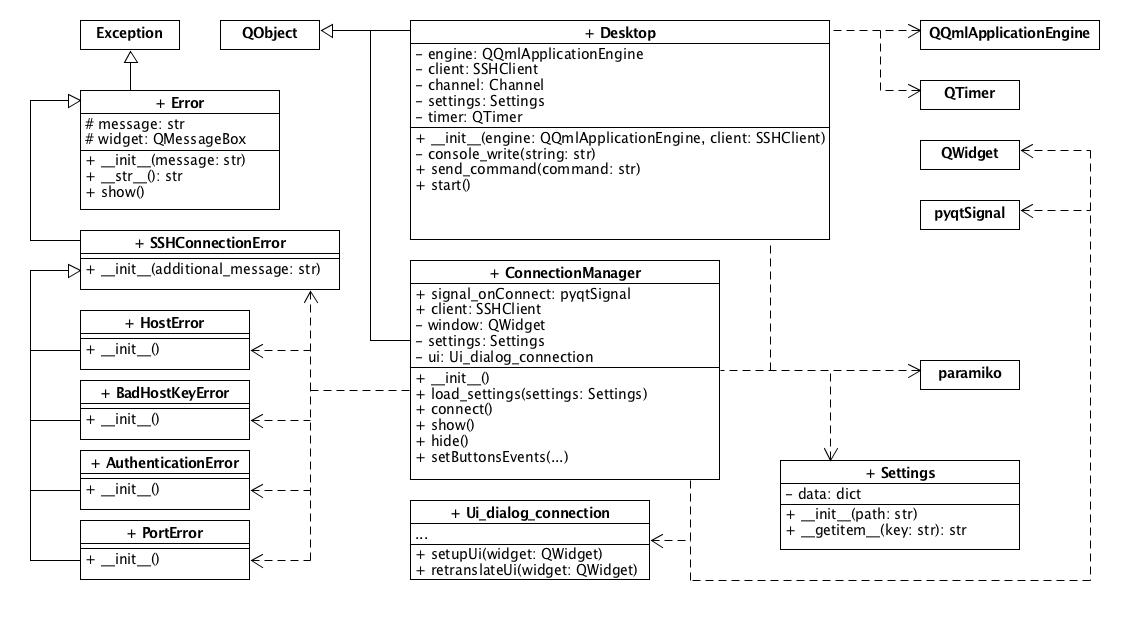 Exception
QObject
+ Desktop
– engine: QQmlApplicationEngine
– client: SSHClient
– channel: Channel
– settings: Settings
– timer: QTimer
+ __init__(engine: QQmlApplicationEngine, client: SSHClient)
– console_write(string: str)
+ send_command(command: str)
+ start()
QQmlApplicationEngine
QTimer
QWidget
pyqtSignal
+ Error
# message: str
# widget: QMessageBox
+ __init__(message: str)
+ __str__(): str
+ show()
+ SSHConnectionError
+ __init__(additional_message: str)
+ HostError
+ __init__()
+ BadHostKeyError
+ __init__()
+ AuthenticationError
+ __init__()
+ PortError
+ __init__()
+ ConnectionManager
+ signal_onConnect: pyqtSignal
+ client: SSHClient
– window: QWidget
– settings: Settings
– ui: Ui_dialog_connection
+ __init__()
+ load_settings(settings: Settings)
+ connect()
+ show()
+ hide()
+ setButtonsEvents(...)
+ Ui_dialog_connection
...
+ setupUi(widget: QWidget)
+ retranslateUi(widget: QWidget)
paramiko
+ Settings
– data: dict
+ __init__(path: str)
+ __getitem__(key: str): str